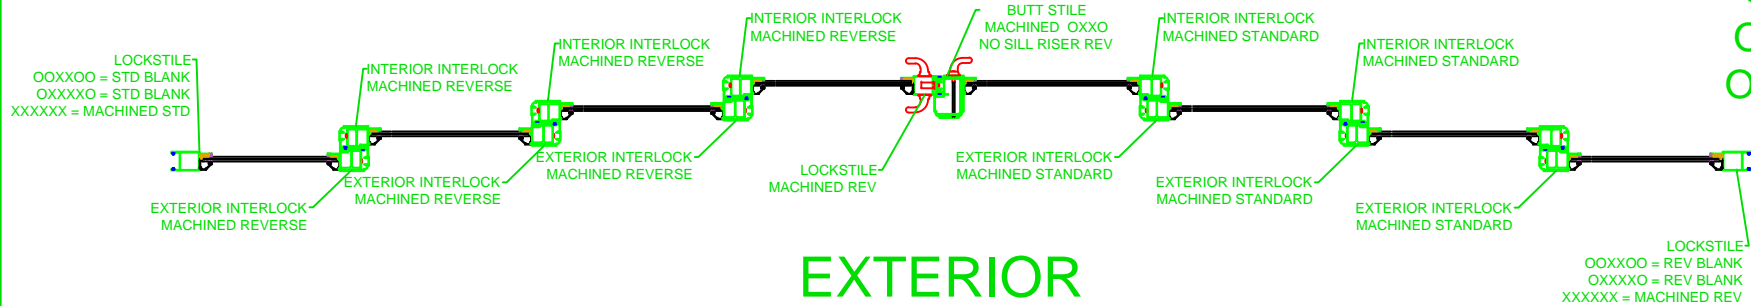 LOCKSTILE
OOXXOO = STD BLANK
OXXXXO = STD BLANK
XXXXXX = MACHINED STD
INTERIOR INTERLOCK
MACHINED REVERSE
INTERIOR INTERLOCK
MACHINED REVERSE
INTERIOR INTERLOCK
MACHINED REVERSE
BUTT STILE
MACHINED OXXO
NO SILL RISER REV
INTERIOR INTERLOCK
MACHINED STANDARD
INTERIOR INTERLOCK
MACHINED STANDARD
EXTERIOR INTERLOCK
MACHINED REVERSE
EXTERIOR INTERLOCK
MACHINED REVERSE
EXTERIOR INTERLOCK
MACHINED REVERSE
LOCKSTILE
MACHINED REV
EXTERIOR INTERLOCK
MACHINED STANDARD
EXTERIOR INTERLOCK
MACHINED STANDARD
EXTERIOR INTERLOCK
MACHINED STANDARD
LOCKSTILE
OOXXOO = REV BLANK
OXXXXO = REV BLANK
XXXXXX = MACHINED REV
EXTERIOR